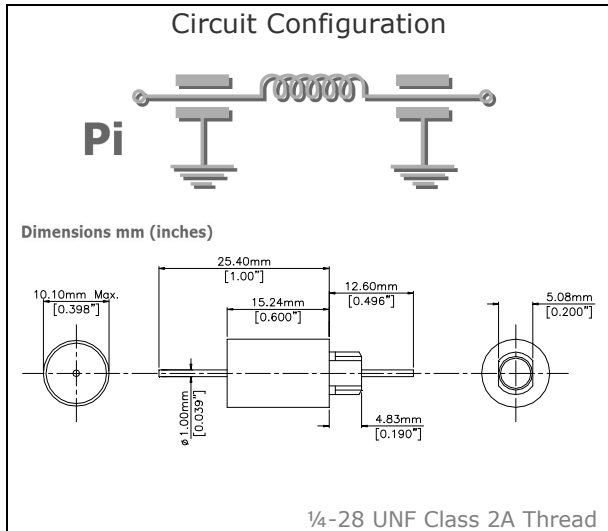 Circuit Configuration
Pi
Dimensions mm (inches)
25.40mm
[1.00"]
10.10mm Max.
[0.398"]
12.60mm
[0.496"]
5.08mm
[0.200"]
15.24mm
[0.600"]
ø1.00mm
[0.039"]
4.83mm
[0.190"]
¼-28 UNF Class 2A Thread